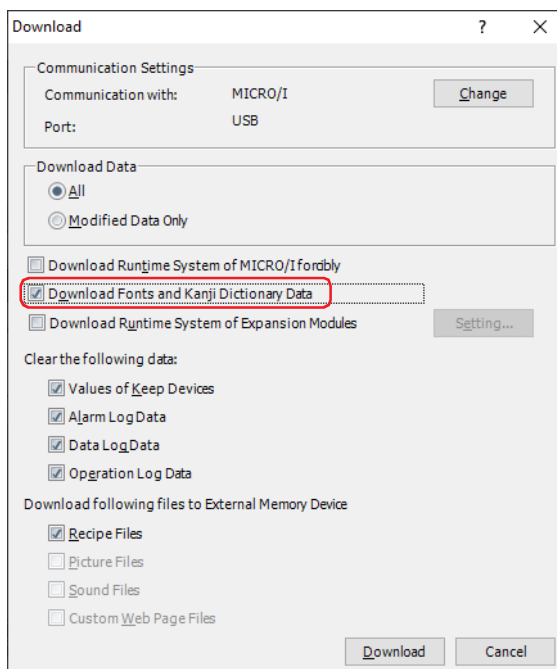 Download ?
Communication Settings
Communication with: MICRO/I Change
Port: USB
Download Data
All
Modified Data Only
Download Runtime System of MICRO/I forcibly
Download Fonts and Kanji Dictionary Data
Download Runtime System of Expansion Modules Setting...
Clear the following data:
Values of Keep Devices
Alarm Log Data
Data Log Data
Operation Log Data
Download following files to External Memory Device
Recipe Files
Picture Files
Sound Files
Custom Web Page Files
Download Cancel